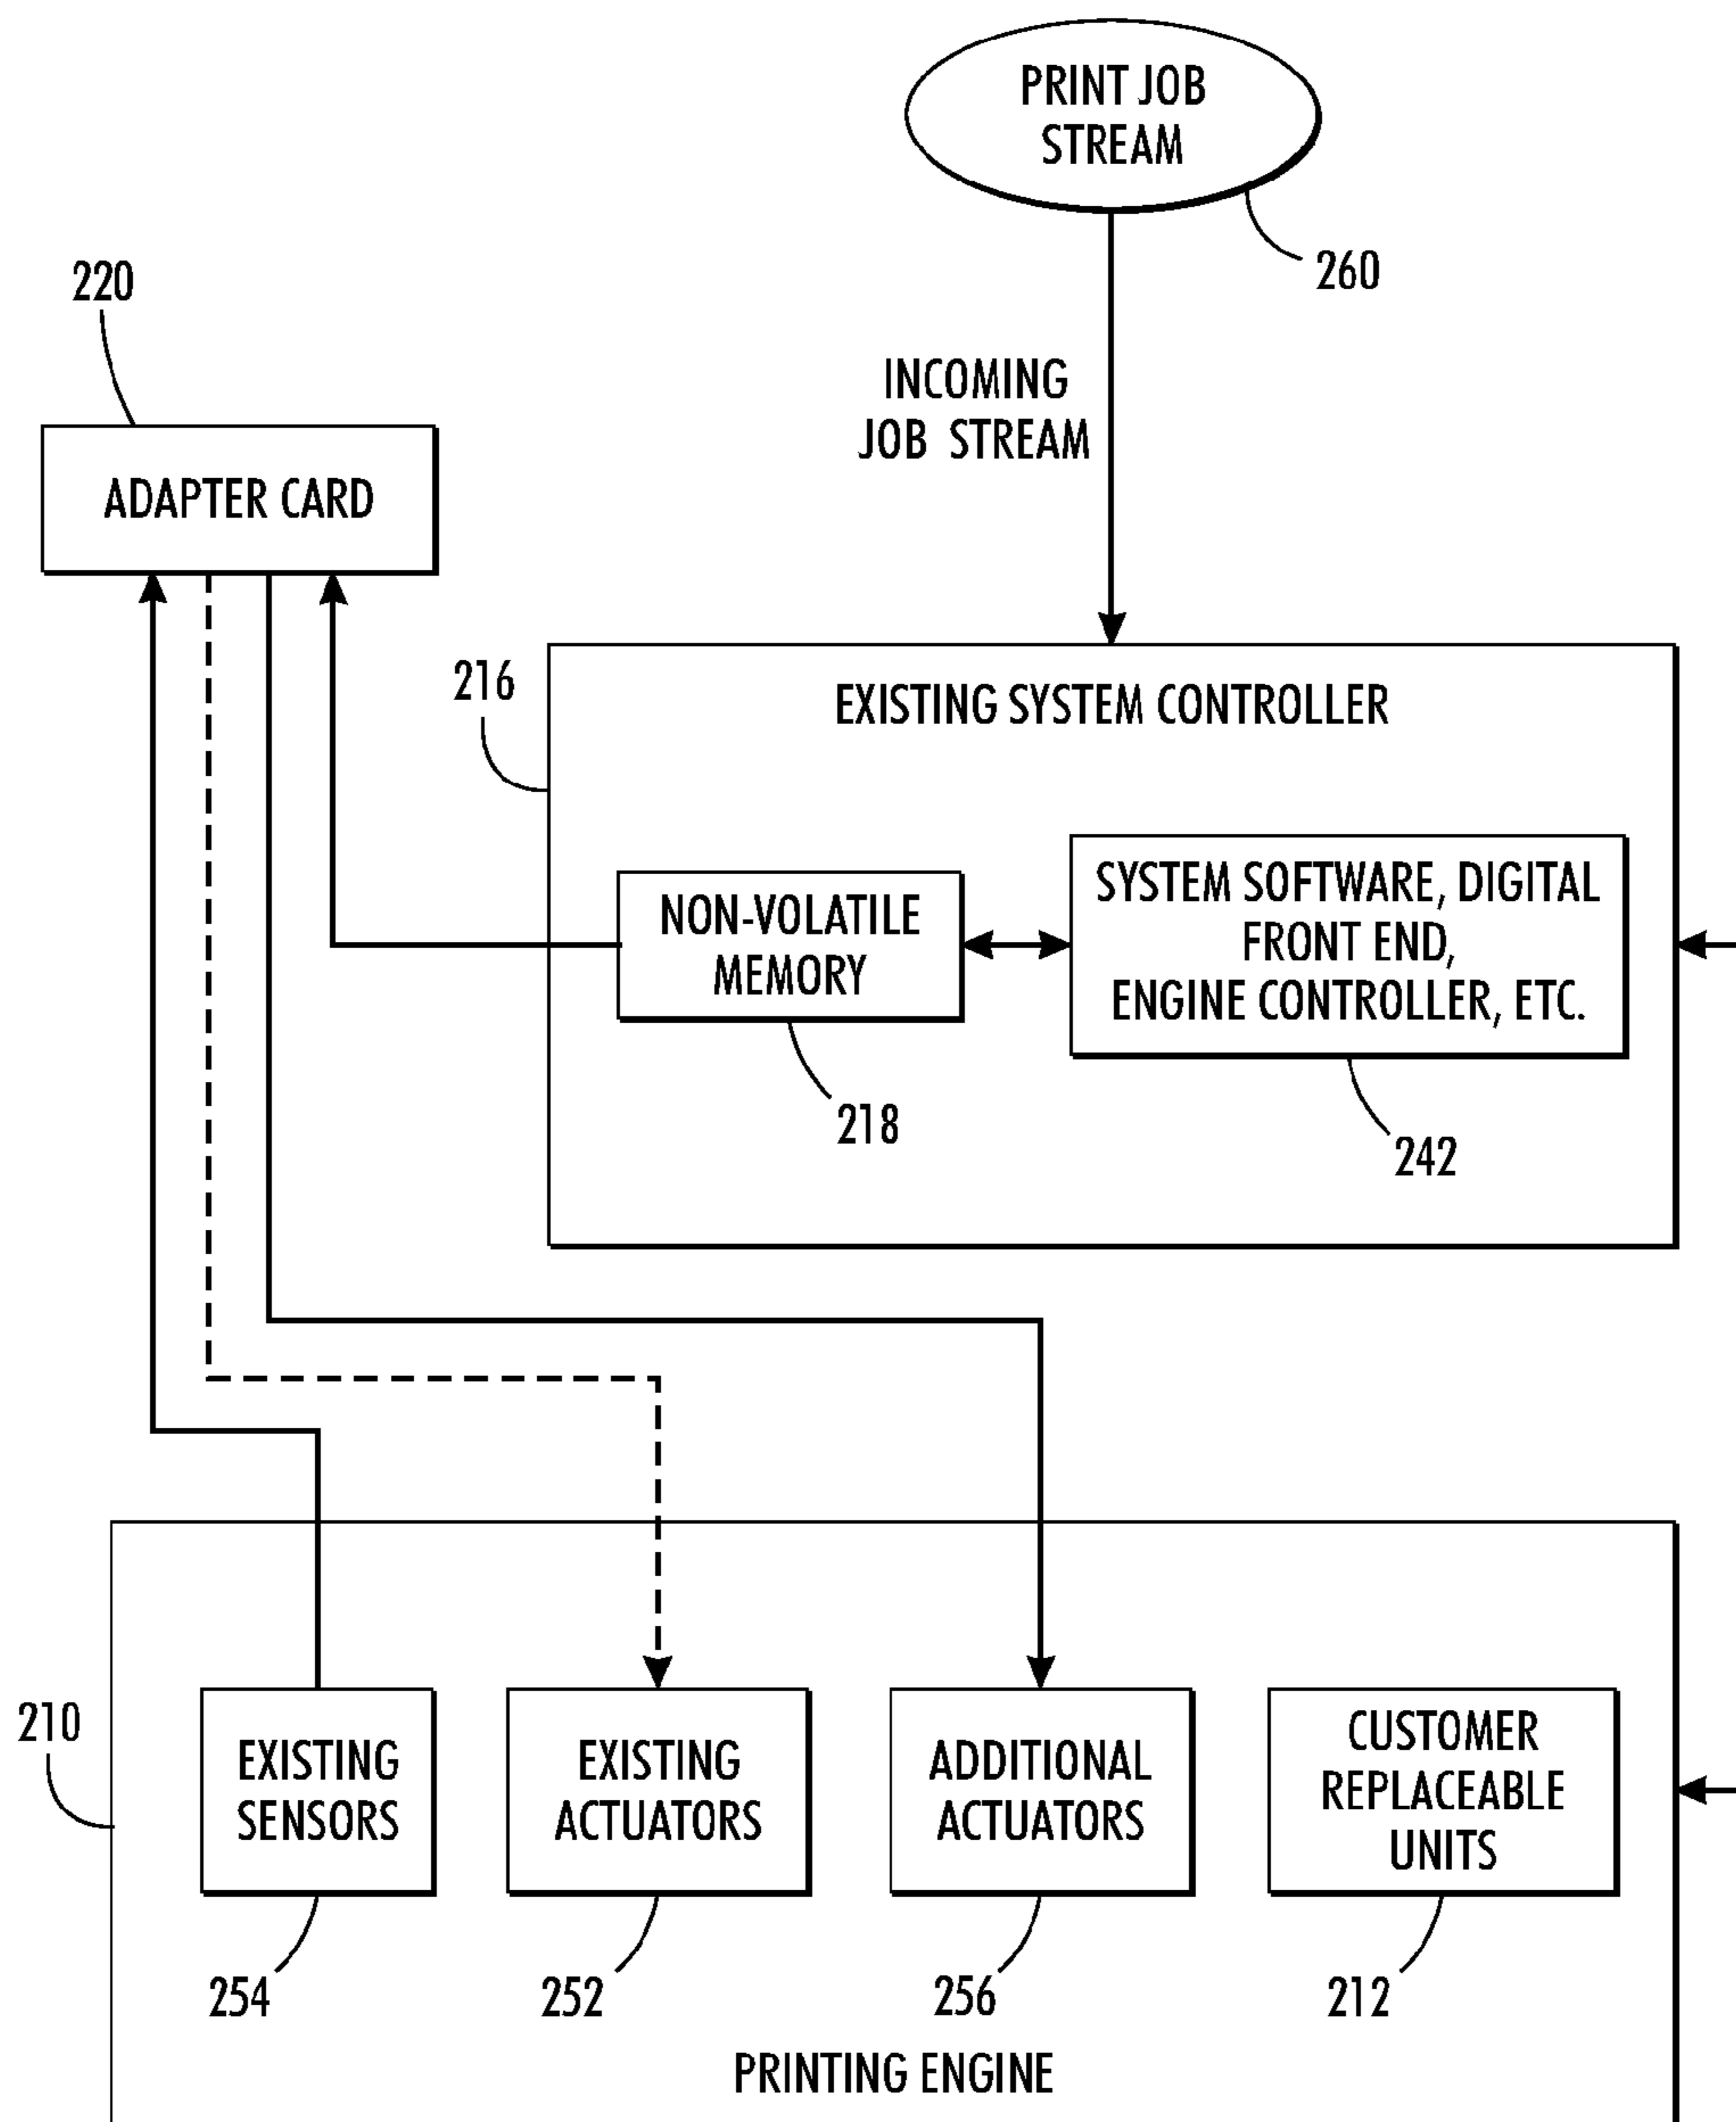 PRINT JOB
STREAM
260
220
INCOMING
JOB STREAM
ADAPTER CARD
216
EXISTING SYSTEM CONTROLLER
NON-VOLATILE
MEMORY
SYSTEM SOFTWARE, DIGITAL
FRONT END,
ENGINE CONTROLLER, ETC.
218
242
210
EXISTING
SENSORS
EXISTING
ACTUATORS
ADDITIONAL
ACTUATORS
CUSTOMER
REPLACEABLE
UNITS
254
252
256
212
PRINTING ENGINE